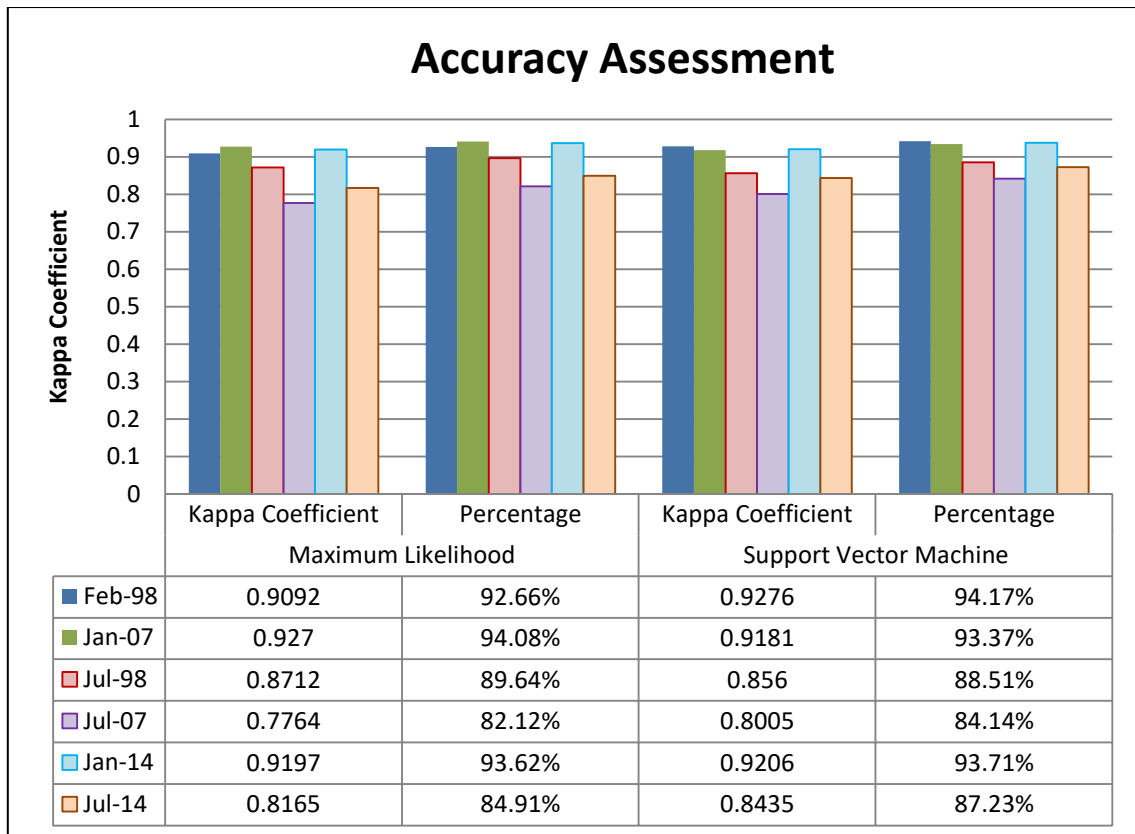 Accuracy Assessment
Kappa Coefficient
1
0.9
0.8
0.7
0.6
0.5
0.4
0.3
0.2
0.1
0
Kappa Coefficient Percentage Kappa Coefficient Percentage
Maximum Likelihood Support Vector Machine
Feb-98 0.9092 92.66% 0.9276 94.17%
Jan-07 0.927 94.08% 0.9181 93.37%
Jul-98 0.8712 89.64% 0.856 88.51%
Jul-07 0.7764 82.12% 0.8005 84.14%
Jan-14 0.9197 93.62% 0.9206 93.71%
Jul-14 0.8165 84.91% 0.8435 87.23%